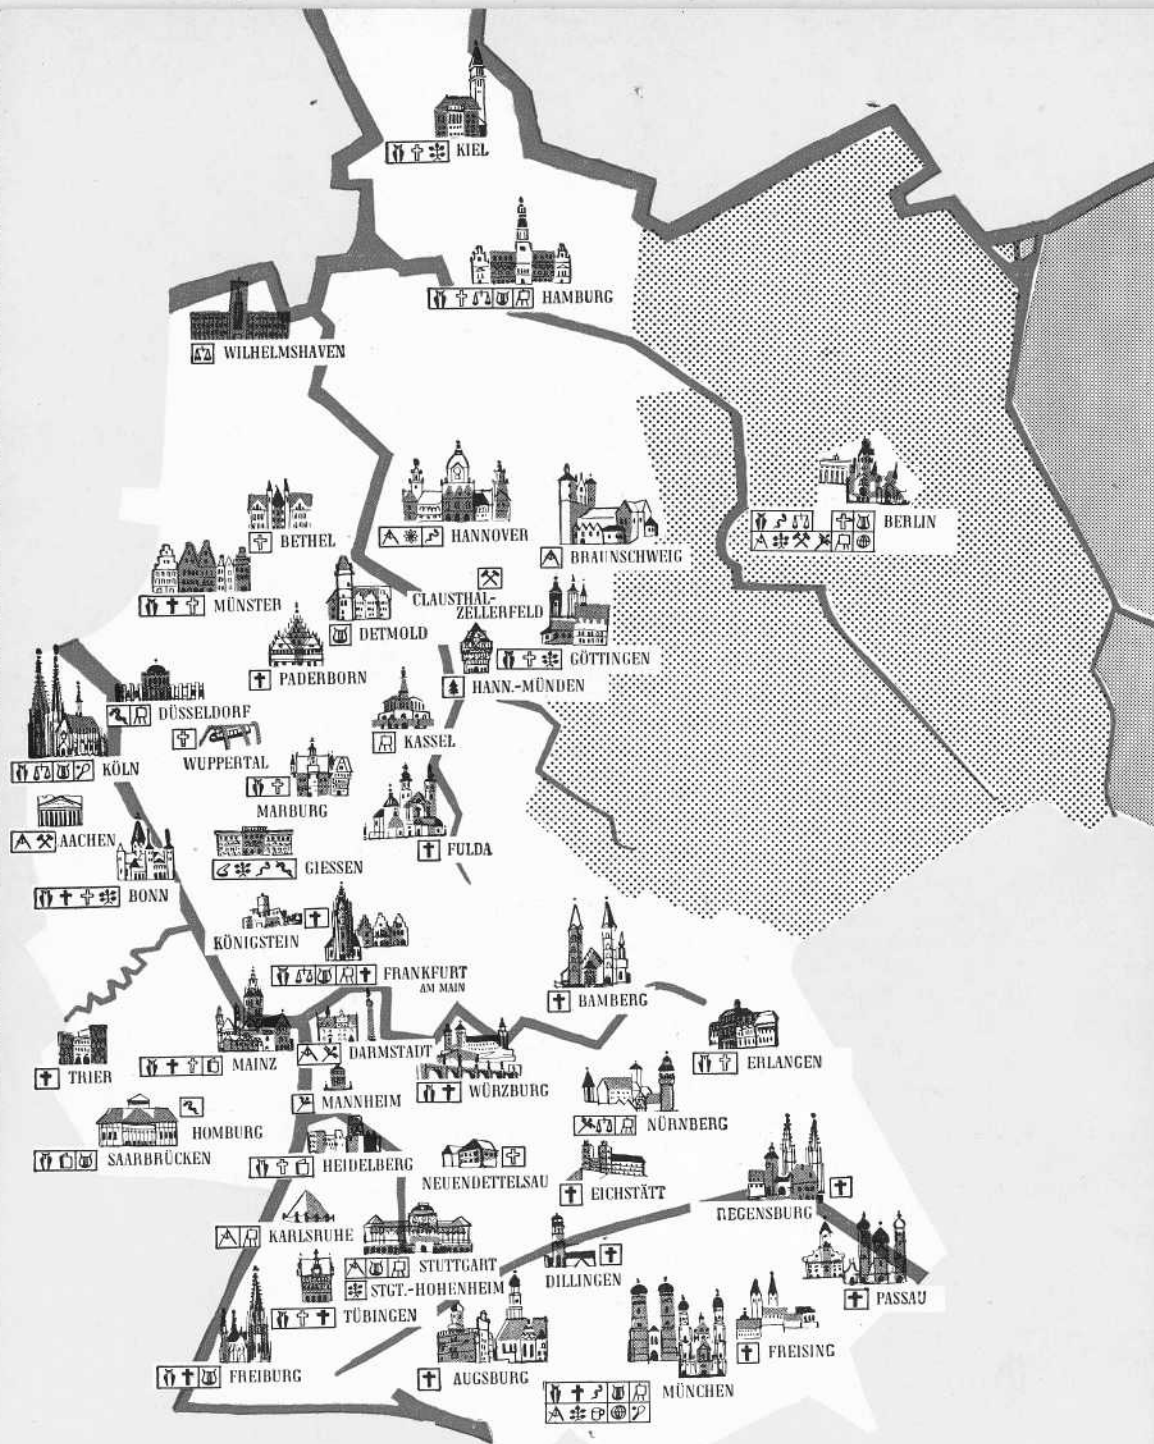 KIEL
HAMBURG
WILHELMSHAVEN
BERLIN
HANNOVER
BETHEL
BRAUNSCHWEIG
MÜNSTER
CLAUSTHAL-
ZELLERFELD
DETMOLD
GÖTTINGEN
PADERBORN
HANN.-MÜNDEN
DÜSSELDORF
KASSEL
WUPPERTAL
KÖLN
MARBURG
AACHEN
FULDA
GIESSEN
BONN
KÖNIGSTEIN
FRANKFURT
AM MAIN
BAMBERG
DARMSTADT
MAINZ
ERLANGEN
TRIER
WÜRZBURG
MANNHEIM
NÜRNBERG
HOMBURG
SAARBRÜCKEN
HEIDELBERG
NEUENDETTELSAU
EICHSTÄTT
REGENSBURG
KARLSRUHE
STUTTGART
DILLINGEN
STGT.-HOHENHEIM
PASSAU
TÜBINGEN
FREISING
FREIBURG
AUGSBURG
MÜNCHEN